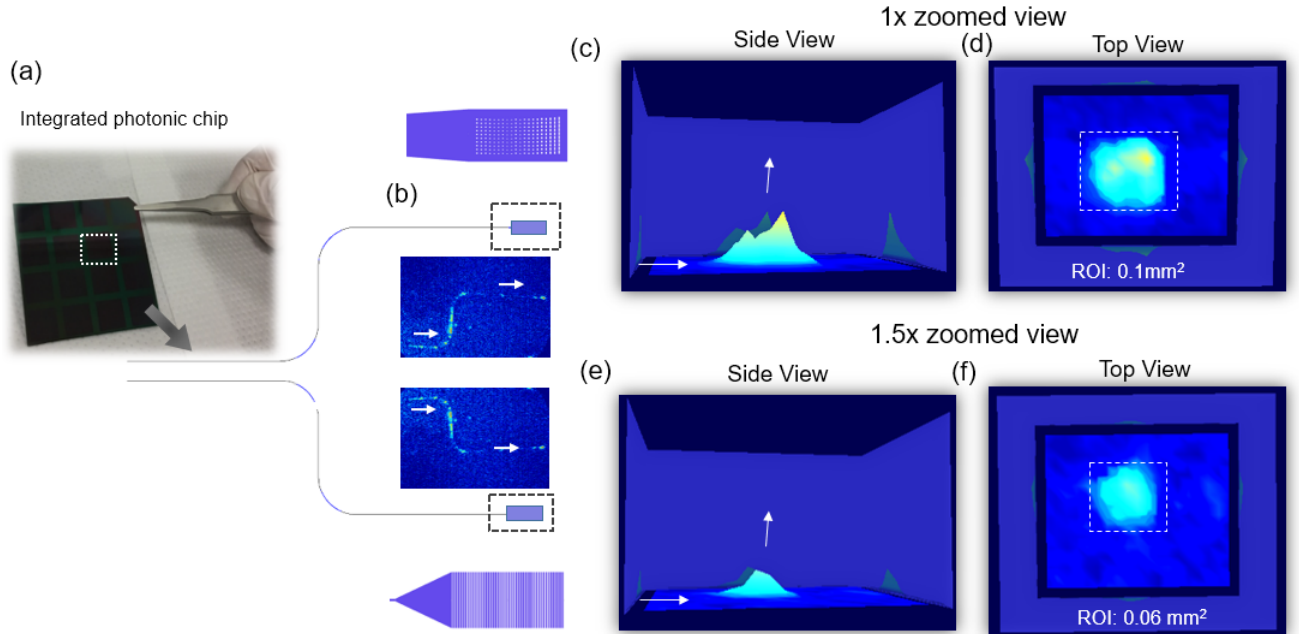 1x zoomed view
(a)
Integrated photonic chip
(b)
(c)
Side View
(d)
Top View
ROI: 0.1mm²
1.5x zoomed view
(e)
Side View
(f)
Top View
ROI: 0.06 mm²